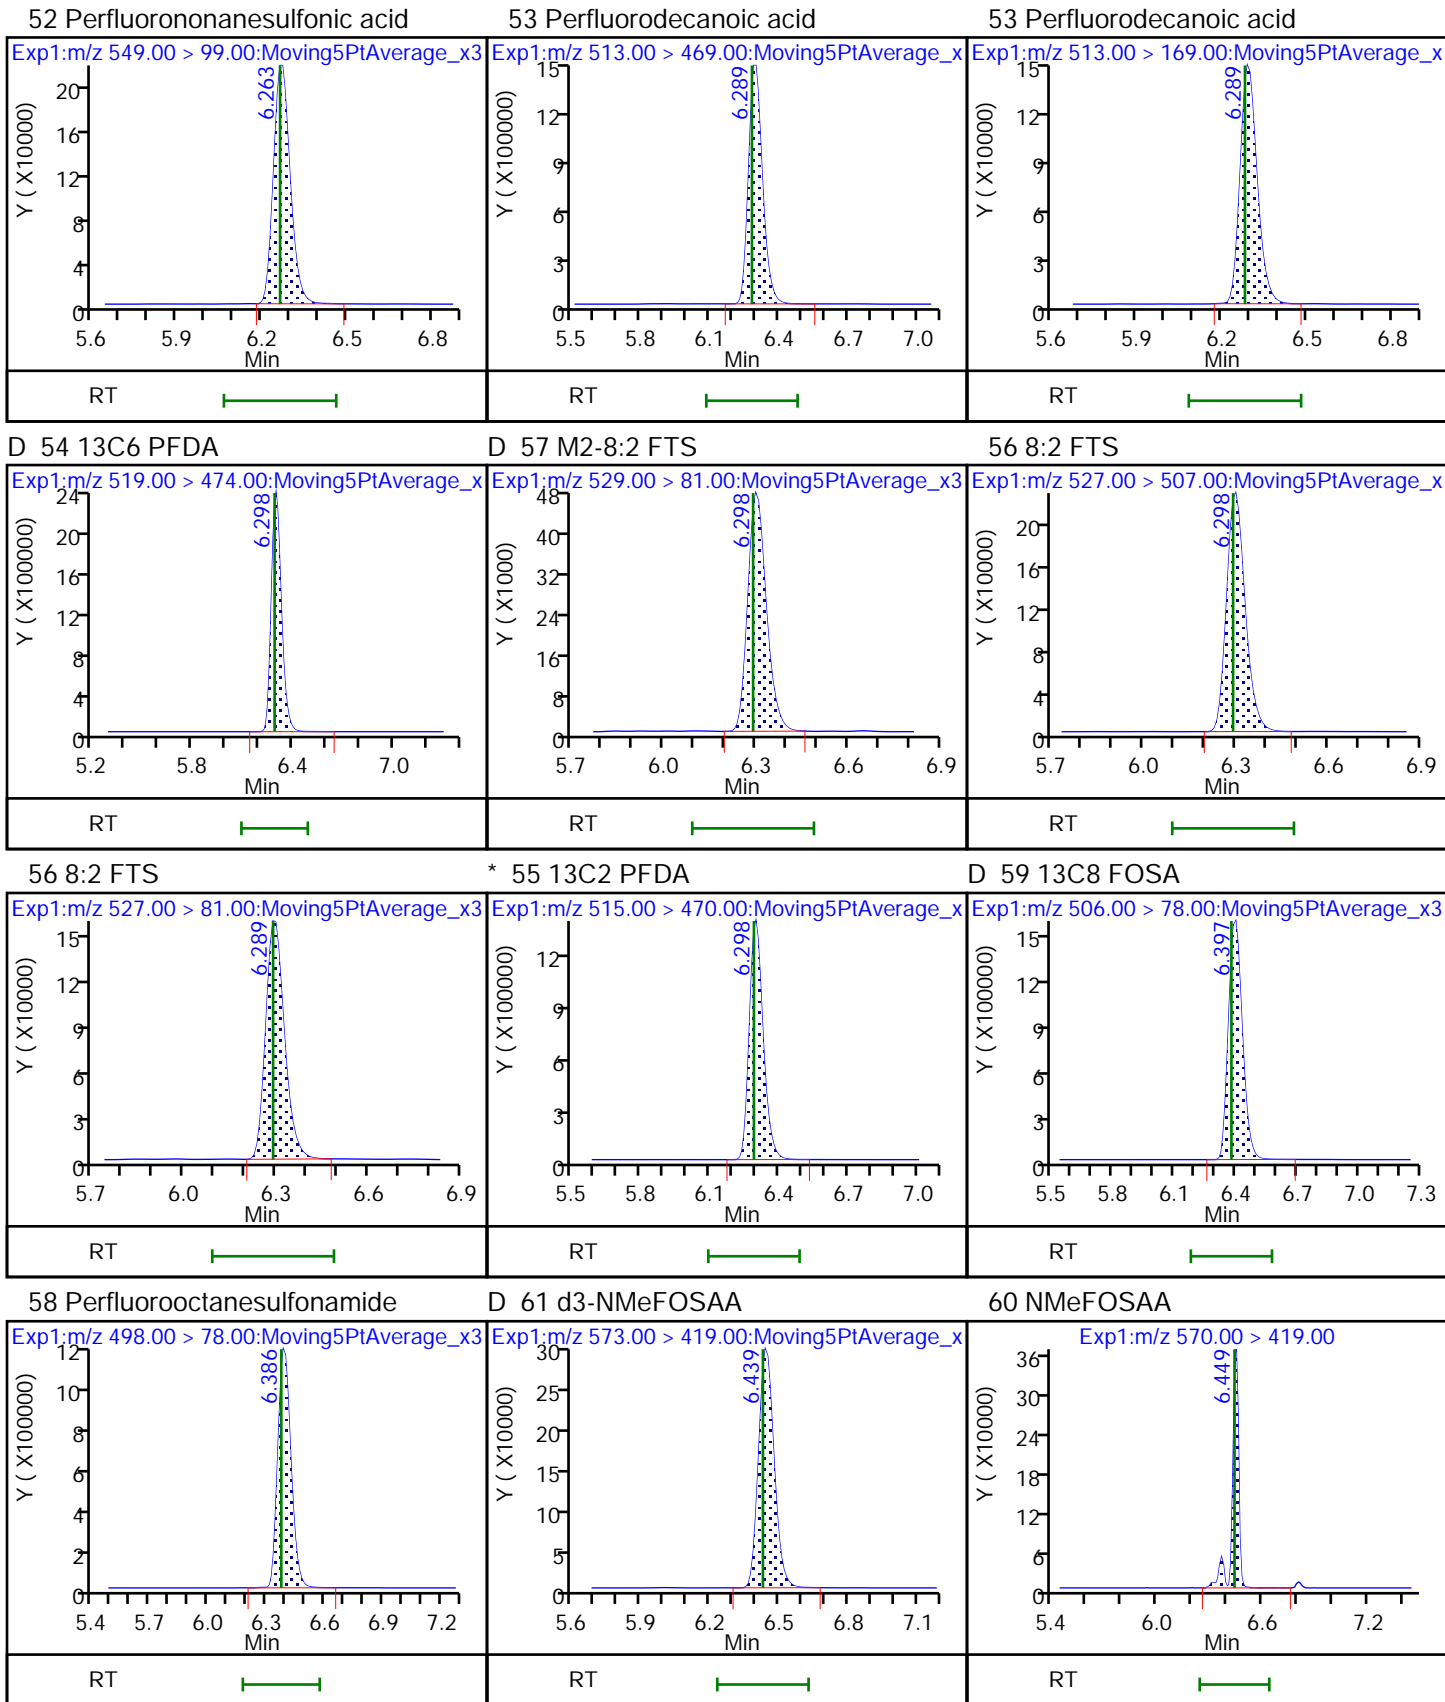 52 Perfluorononanesulfonic acid
Exp1:m/z 549.00 > 99.00:Moving5PtAverage_x3
6.263
Y ( X10000)
20
16
12
8
4
0
5.6 5.9 6.2 6.5 6.8
Min
RT
53 Perfluorodecanoic acid
Exp1:m/z 513.00 > 469.00:Moving5PtAverage_x
6.289
Y ( X100000)
15
12
9
6
3
0
5.5 5.8 6.1 6.4 6.7 7.0
Min
RT
53 Perfluorodecanoic acid
Exp1:m/z 513.00 > 169.00:Moving5PtAverage_x
6.289
Y ( X10000)
15
12
9
6
3
0
5.6 5.9 6.2 6.5 6.8
Min
RT
D 54 13C6 PFDA
Exp1:m/z 519.00 > 474.00:Moving5PtAverage_x
6.298
Y ( X100000)
24
20
16
12
8
4
0
5.2 5.8 6.4 7.0
Min
RT
D 57 M2-8:2 FTS
Exp1:m/z 529.00 > 81.00:Moving5PtAverage_x3
6.298
Y ( X1000)
48
40
32
24
16
8
0
5.7 6.0 6.3 6.6 6.9
Min
RT
56 8:2 FTS
Exp1:m/z 527.00 > 507.00:Moving5PtAverage_x
6.298
Y ( X10000)
20
16
12
8
4
0
5.7 6.0 6.3 6.6 6.9
Min
RT
56 8:2 FTS
Exp1:m/z 527.00 > 81.00:Moving5PtAverage_x3
6.289
Y ( X10000)
15
12
9
6
3
0
5.7 6.0 6.3 6.6 6.9
Min
RT
* 55 13C2 PFDA
Exp1:m/z 515.00 > 470.00:Moving5PtAverage_x
6.298
Y ( X100000)
12
9
6
3
0
5.5 5.8 6.1 6.4 6.7 7.0
Min
RT
D 59 13C8 FOSA
Exp1:m/z 506.00 > 78.00:Moving5PtAverage_x3
6.397
Y ( X100000)
15
12
9
6
3
0
5.5 5.8 6.1 6.4 6.7 7.0 7.3
Min
RT
58 Perfluorooctanesulfonamide
Exp1:m/z 498.00 > 78.00:Moving5PtAverage_x3
6.386
Y ( X100000)
12
10
8
6
4
2
0
5.4 5.7 6.0 6.3 6.6 6.9 7.2
Min
RT
D 61 d3-NMeFOSAA
Exp1:m/z 573.00 > 419.00:Moving5PtAverage_x
6.439
Y ( X10000)
30
25
20
15
10
5
0
5.6 5.9 6.2 6.5 6.8 7.1
Min
RT
60 NMeFOSAA
Exp1:m/z 570.00 > 419.00
6.449
Y ( X10000)
36
30
24
18
12
6
0
5.4 6.0 6.6 7.2
Min
RT